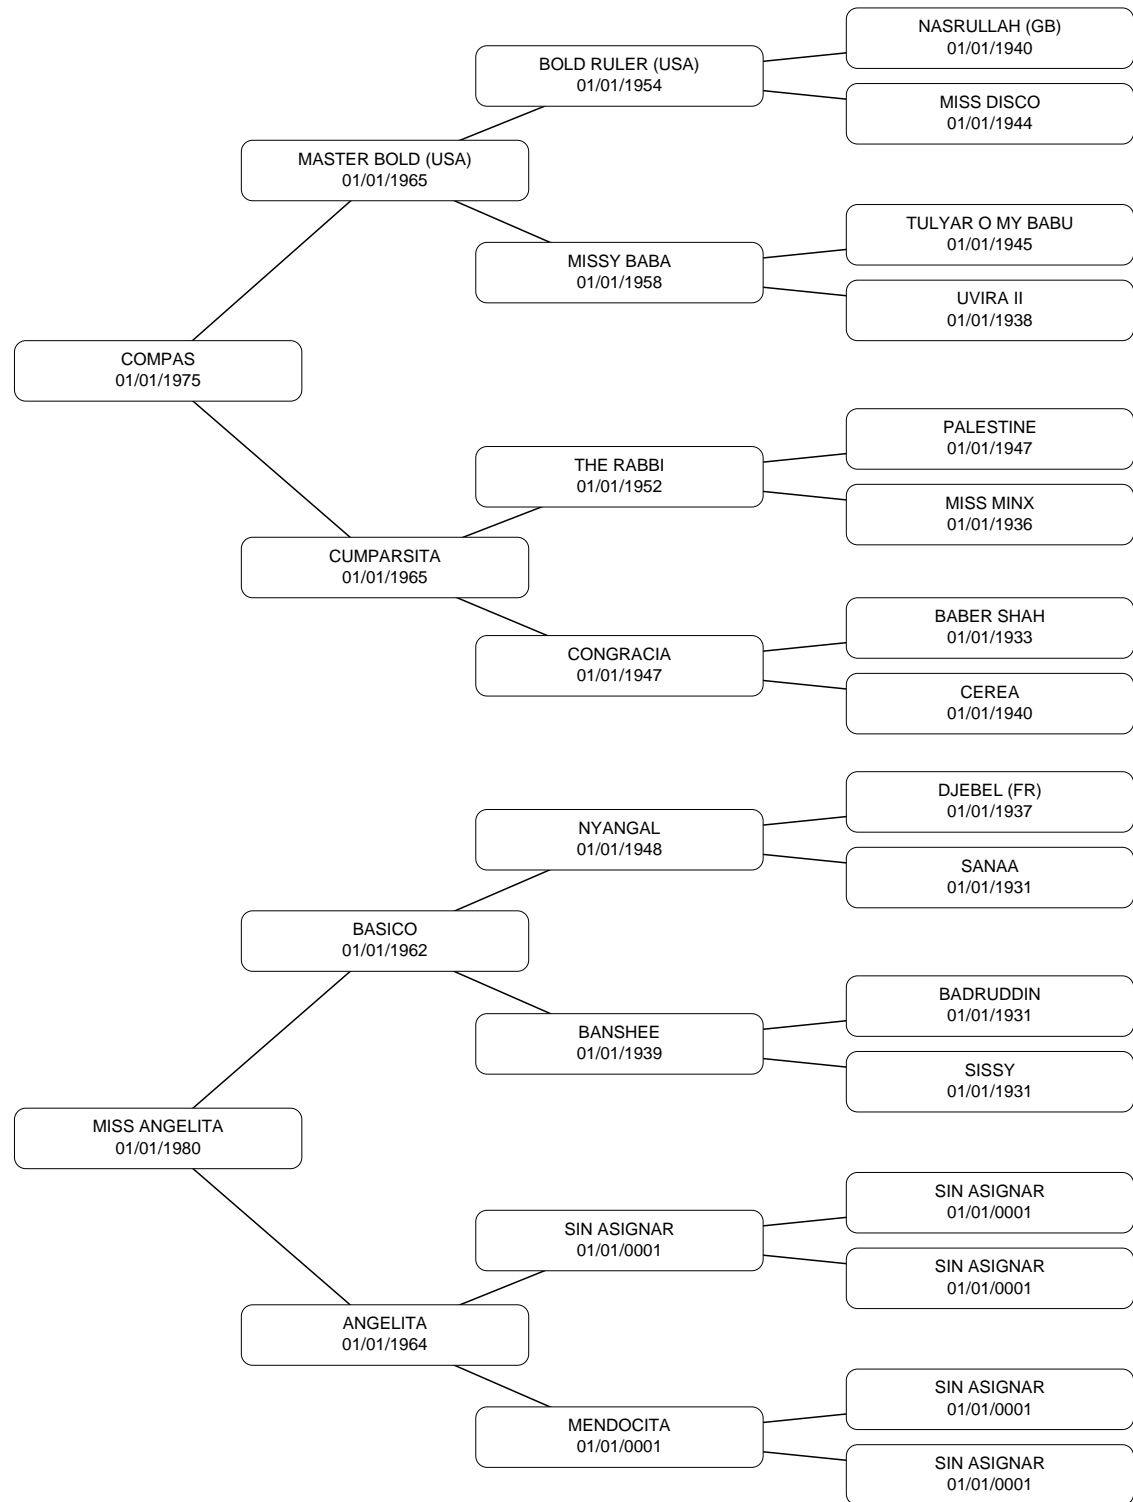 NASRULLAH (GB)
01/01/1940
BOLD RULER (USA)
01/01/1954
MISS DISCO
01/01/1944
MASTER BOLD (USA)
01/01/1965
TULYAR O MY BABU
01/01/1945
MISSY BABA
01/01/1958
UVIRA II
01/01/1938
COMPAS
01/01/1975
PALESTINE
01/01/1947
THE RABBI
01/01/1952
MISS MINX
01/01/1936
CUMPARSITA
01/01/1965
BABER SHAH
01/01/1933
CONGRACIA
01/01/1947
CEREA
01/01/1940
DJEBEL (FR)
01/01/1937
NYANGAL
01/01/1948
SANAA
01/01/1931
BASICO
01/01/1962
BADRUDDIN
01/01/1931
BANSHEE
01/01/1939
SISSY
01/01/1931
MISS ANGELITA
01/01/1980
SIN ASIGNAR
01/01/0001
SIN ASIGNAR
01/01/0001
SIN ASIGNAR
01/01/0001
ANGELITA
01/01/1964
SIN ASIGNAR
01/01/0001
MENDOCITA
01/01/0001
SIN ASIGNAR
01/01/0001